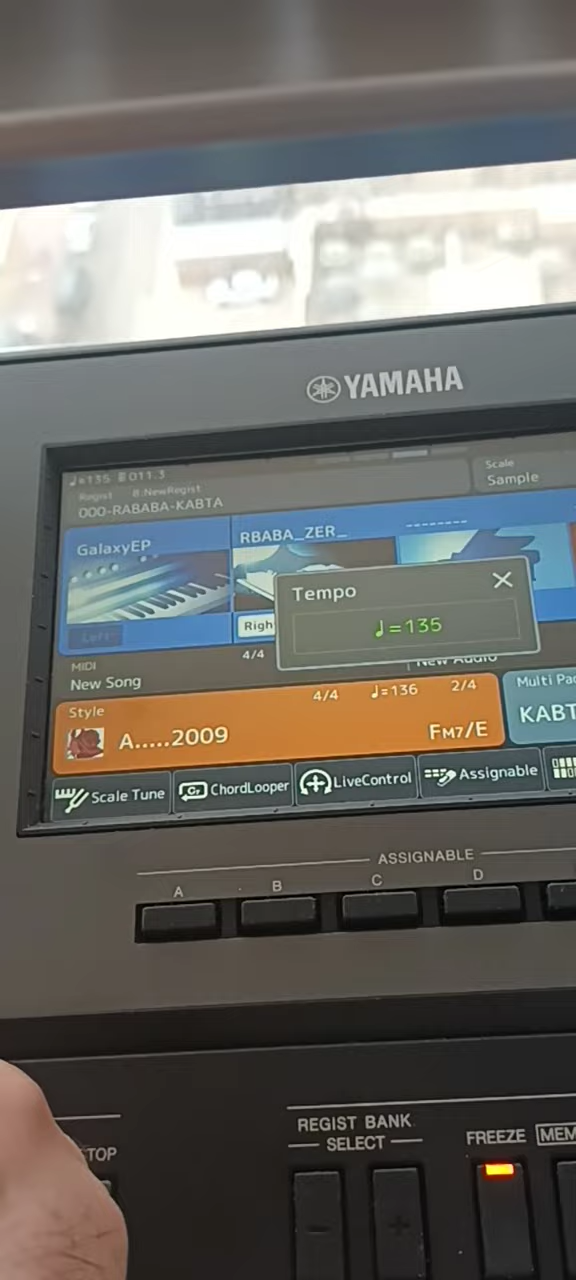 YAMAHA
♩=135 011.3
Regist 8:NewRegist
000-RABABA-KABTA
Scale
Sample
GalaxyEP
RBABA_ZER_
--------
Left
Righ
Tempo
♩=135
MIDI
4/4
New Song
New Audio
Style
4/4 ♩=136 2/4
A.....2009
FM7/E
Multi Pad
KABT
Scale Tune
ChordLooper
LiveControl
Assignable
ASSIGNABLE
A B C D
REGIST BANK
SELECT
FREEZE
MEM
TOP
- +